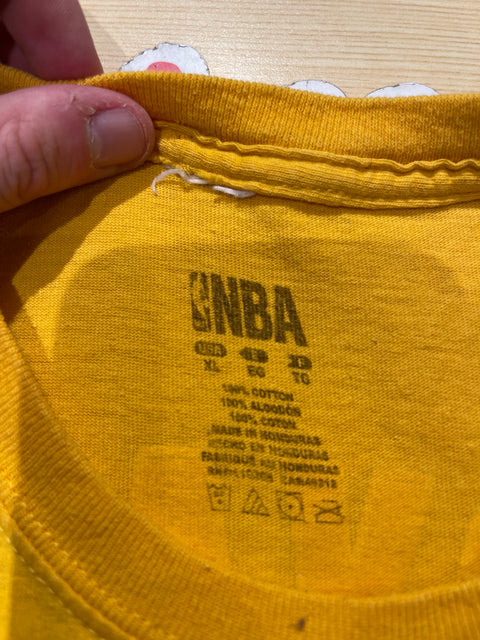 NBA
USA
XL EG TG
100% COTTON
100% ALGODÓN
100% COTON
MADE IN HONDURAS
HECHO EN HONDURAS
FABRIQUÉ AU HONDURAS